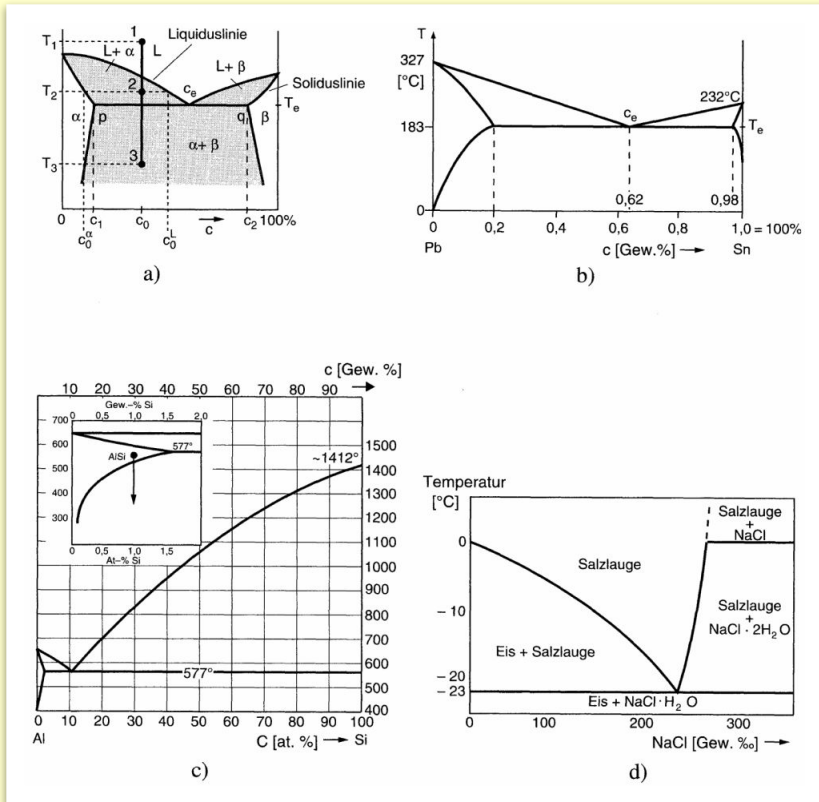 1
T₁
L+ α
L
Liquiduslinie
L+ β
Soliduslinie
T₂
2
cₑ
Tₑ
α
p
q
β
α+ β
T₃
3
0
c₁
c₀
c
c₂
100%
c₀^α
c₀^L
a)
T
327
[°C]
232°C
cₑ
183
Tₑ
0
0,62
0,98
0
0,2
0,4
0,6
0,8
1,0 = 100%
Pb
c [Gew.%]
Sn
b)
c [Gew. %]
10 20 30 40 50 60 70 80 90
Gew.-% Si
0 0,5 1,0 1,5 2,0
700
600
500
400
300
577°
AlSi
0 0,5 1,0 1,5
At-% Si
~1412°
1500
1400
1300
1200
1100
1000
900
800
700
600
500
400
577°
0 10 20 30 40 50 60 70 80 90 100
Al
C [at. %]
Si
c)
Temperatur
[°C]
Salzlauge
+
NaCl
0
Salzlauge
− 10
Salzlauge
+
NaCl · 2H₂O
Eis + Salzlauge
− 20
− 23
Eis + NaCl·H₂O
0
100
200
300
NaCl [Gew. ‰]
d)